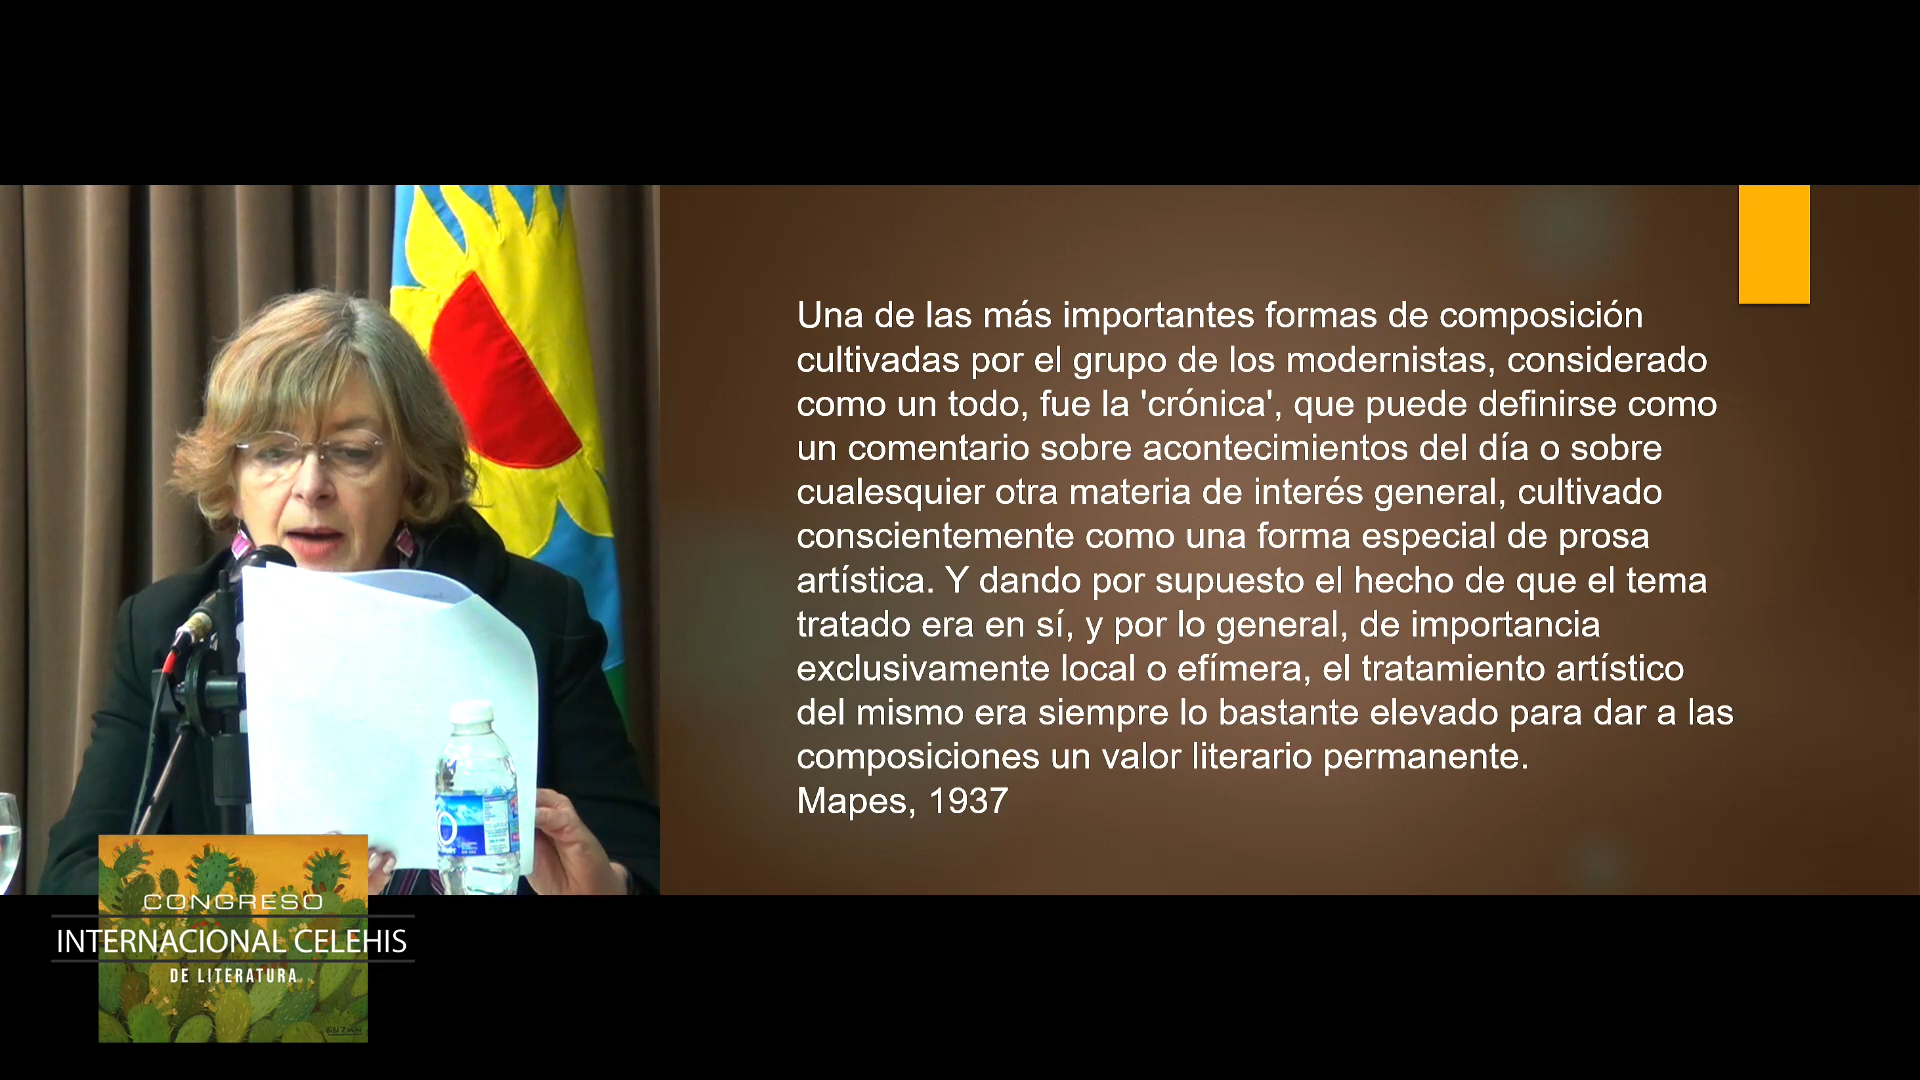 Una de las más importantes formas de composición
cultivadas por el grupo de los modernistas, considerado
como un todo, fue la 'crónica', que puede definirse como
un comentario sobre acontecimientos del día o sobre
cualesquier otra materia de interés general, cultivado
conscientemente como una forma especial de prosa
artística. Y dando por supuesto el hecho de que el tema
tratado era en sí, y por lo general, de importancia
exclusivamente local o efímera, el tratamiento artístico
del mismo era siempre lo bastante elevado para dar a las
composiciones un valor literario permanente.
Mapes, 1937
CONGRESO
INTERNACIONAL CELEHIS
DE LITERATURA